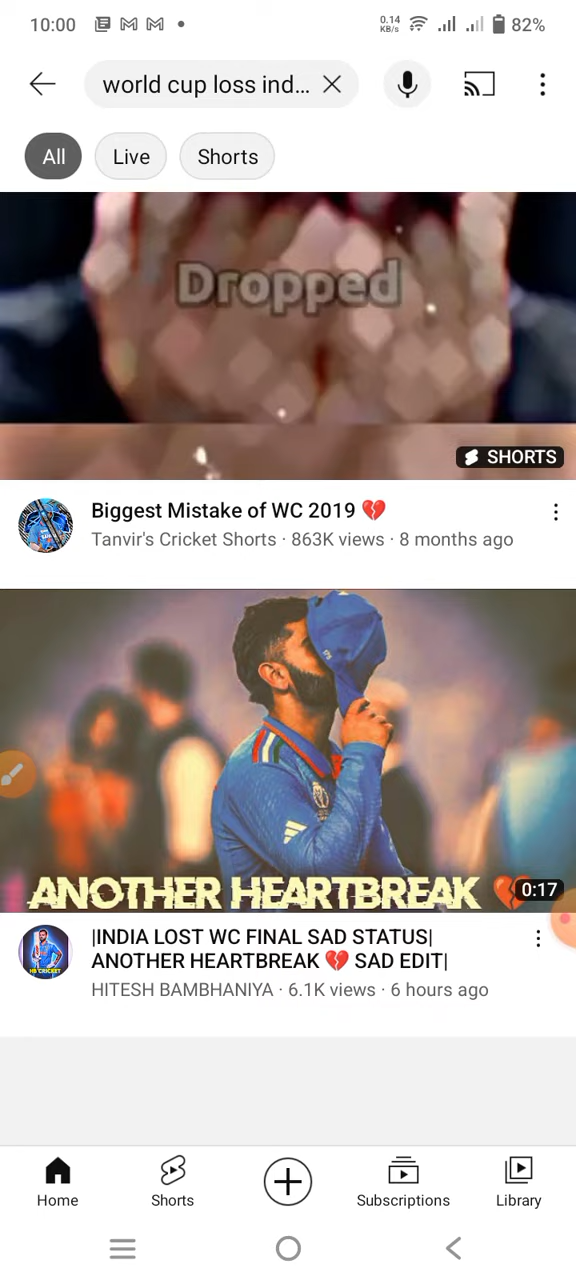 10:00
0.14
KB/s
82%
world cup loss ind...
All
Live
Shorts
Dropped
SHORTS
Biggest Mistake of WC 2019 💔
Tanvir's Cricket Shorts · 863K views · 8 months ago
ANOTHER HEARTBREAK 💔
0:17
|INDIA LOST WC FINAL SAD STATUS|
ANOTHER HEARTBREAK 💔 SAD EDIT|
HITESH BAMBHANIYA · 6.1K views · 6 hours ago
HB CRICKET
Home
Shorts
Subscriptions
Library